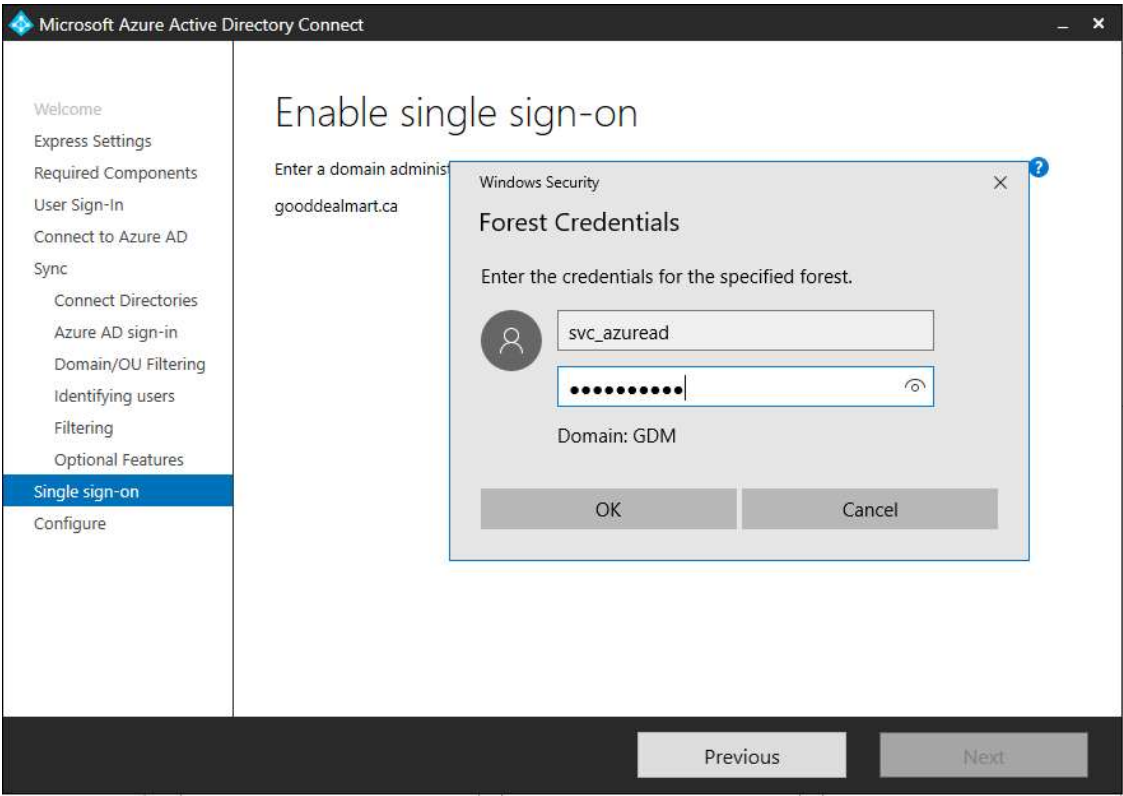 Microsoft Azure Active Directory Connect
Welcome
Express Settings
Required Components
User Sign-In
Connect to Azure AD
Sync
Connect Directories
Azure AD sign-in
Domain/OU Filtering
Identifying users
Filtering
Optional Features
Single sign-on
Configure
Enable single sign-on
Enter a domain adminis
?
gooddealmart.ca
Windows Security
Forest Credentials
Enter the credentials for the specified forest.
svc_azuread
●●●●●●●●●●
Domain: GDM
OK Cancel
Previous Next